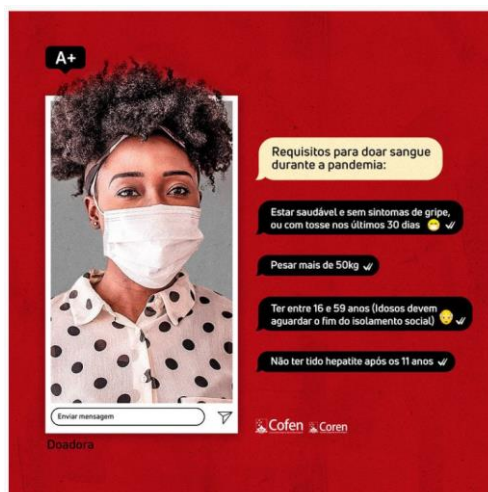 A+
Requisitos para doar sangue
durante a pandemia:
Estar saudável e sem sintomas de gripe,
ou com tosse nos últimos 30 dias
Pesar mais de 50kg
Ter entre 16 e 59 anos (Idosos devem
aguardar o fim do isolamento social)
Não ter tido hepatite após os 11 anos
Enviar mensagem
Cofen Coren
Doadora